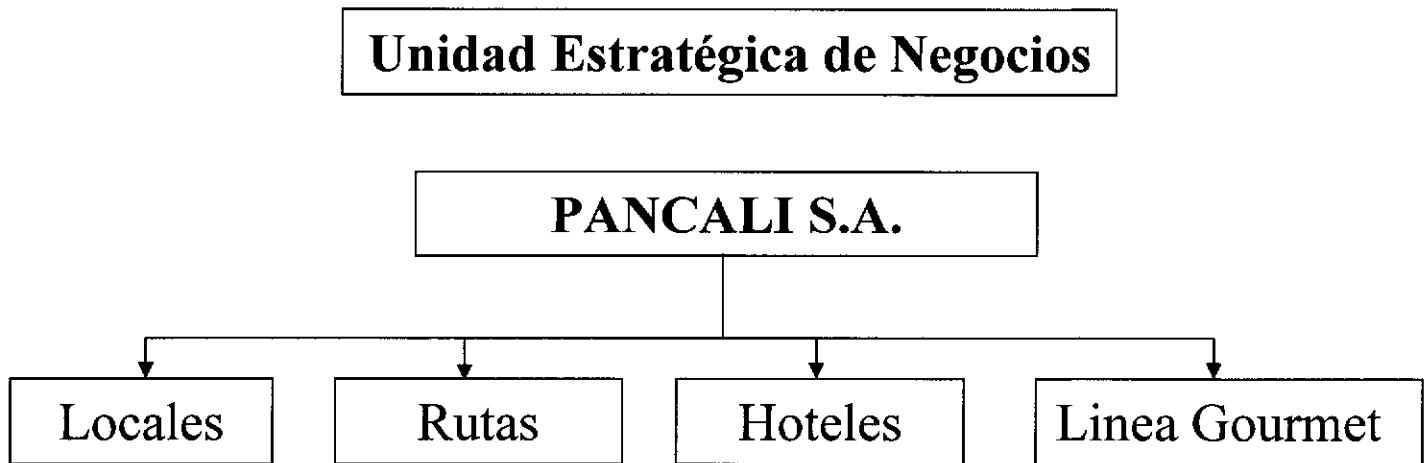 Unidad Estratégica de Negocios
PANCALI S.A.
Locales
Rutas
Hoteles
Linea Gourmet